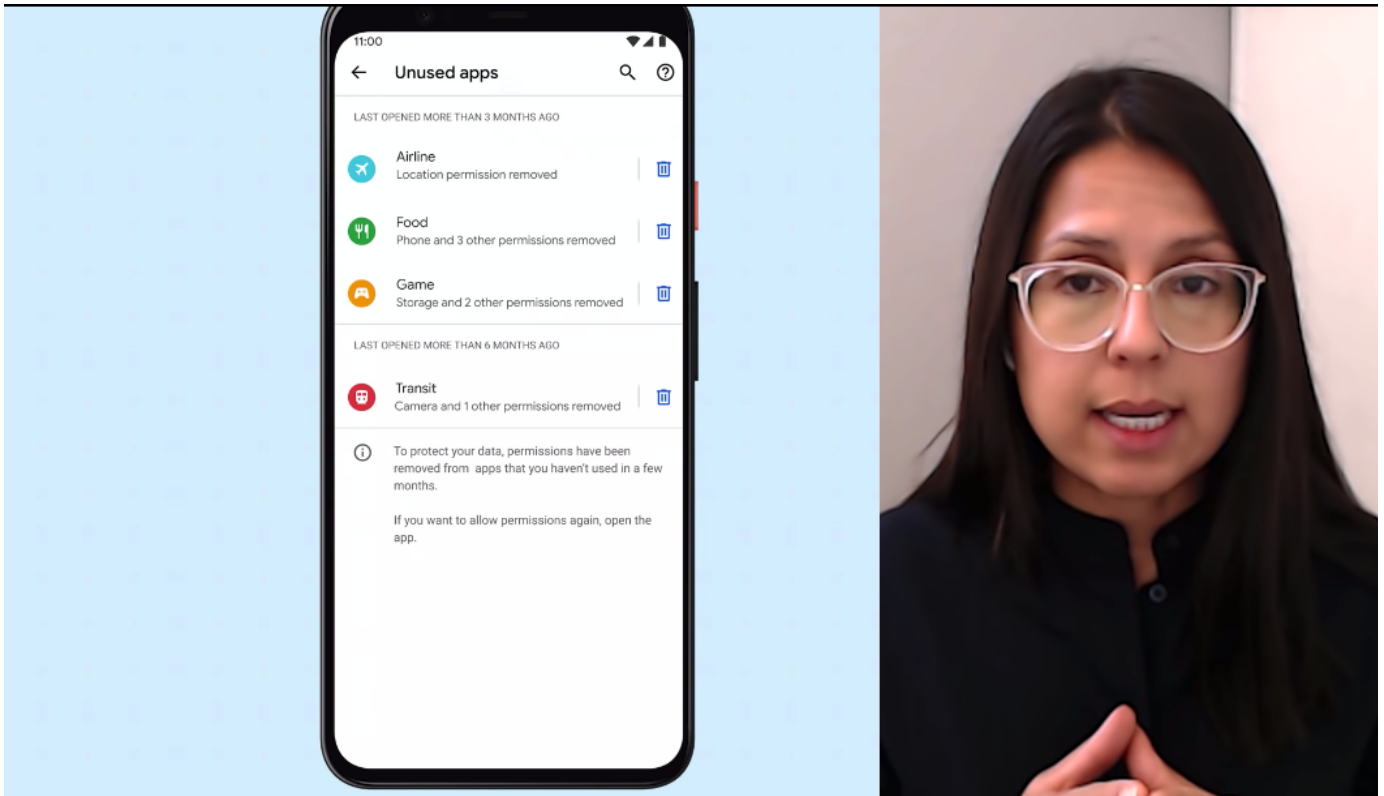 11:00
Unused apps
LAST OPENED MORE THAN 3 MONTHS AGO
Airline
Location permission removed
Food
Phone and 3 other permissions removed
Game
Storage and 2 other permissions removed
LAST OPENED MORE THAN 6 MONTHS AGO
Transit
Camera and 1 other permissions removed
To protect your data, permissions have been
removed from apps that you haven't used in a few
months.
If you want to allow permissions again, open the
app.